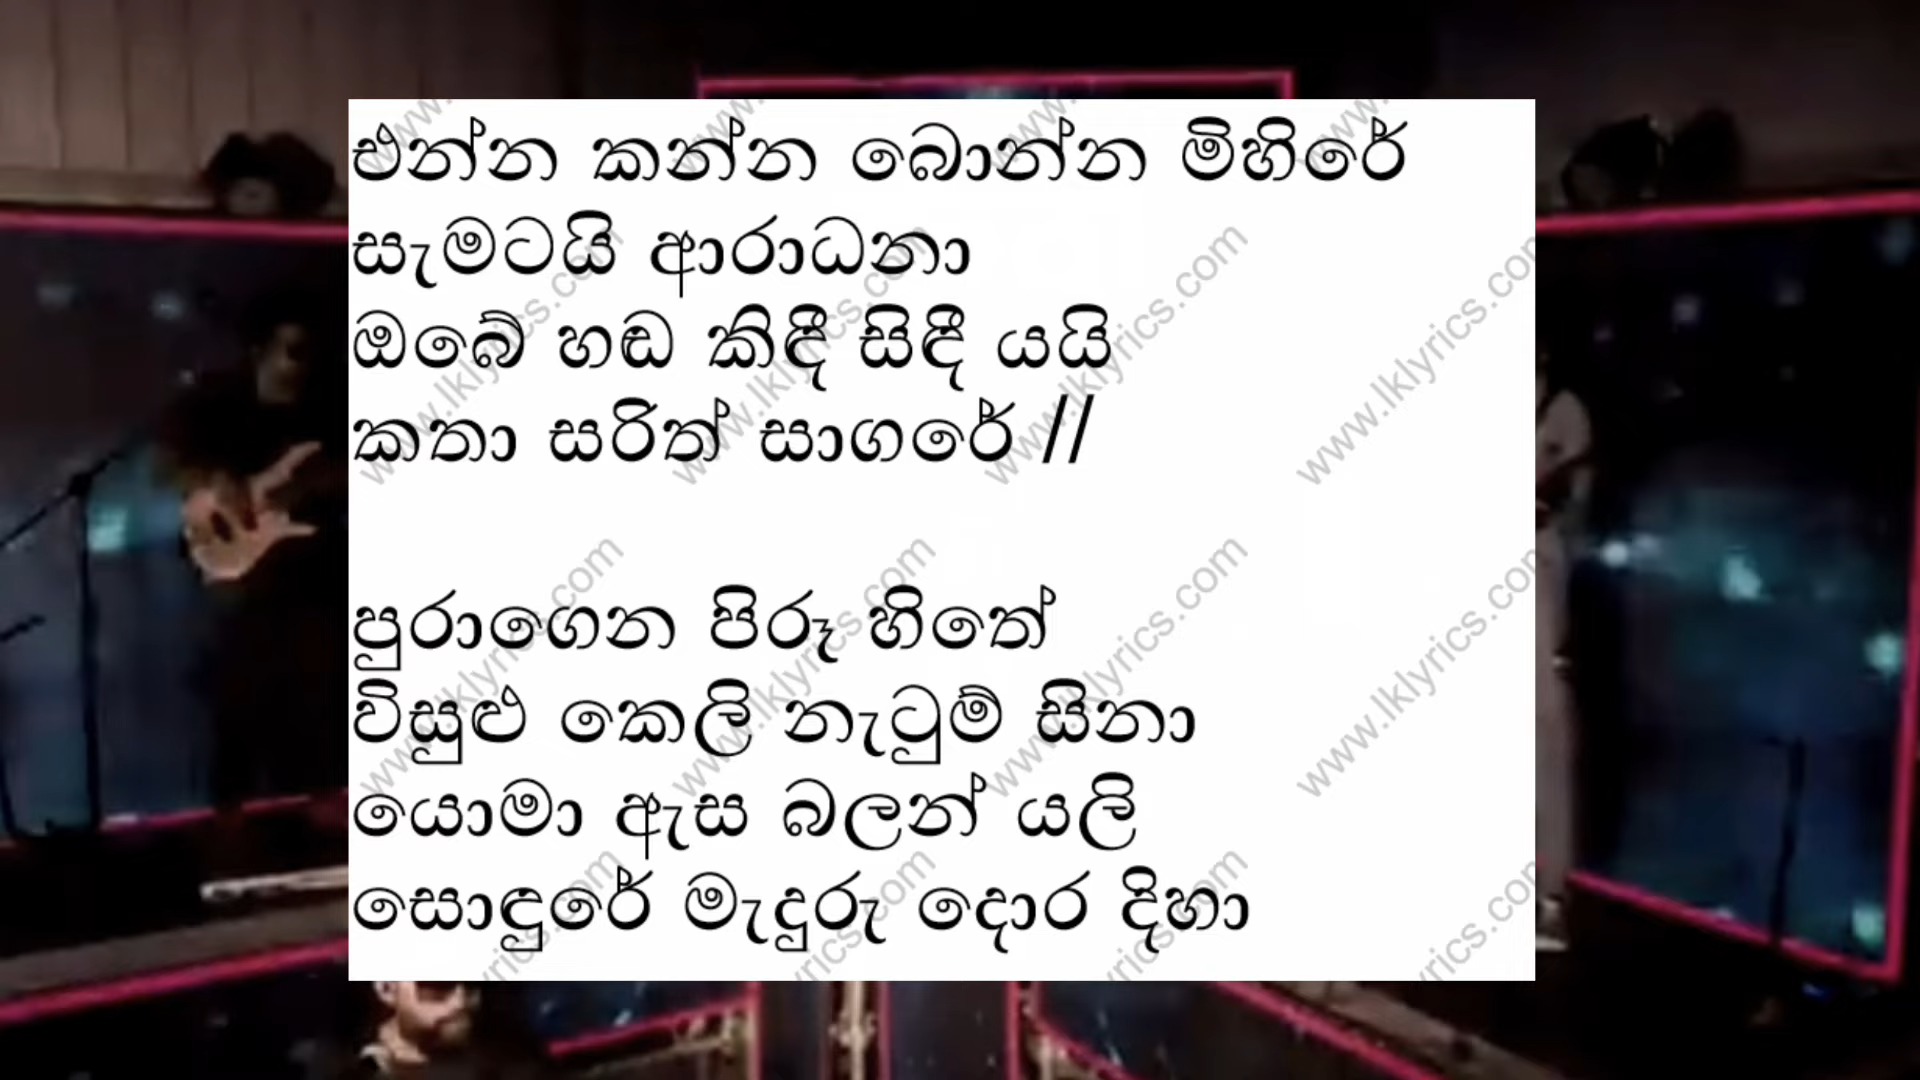 එන්න කන්න බොන්න මිහිරේ
සැමටයි ආරාධනා
ඔබේ හඬ කිඳී සිඳී යයි
කතා සරිත් සාගරේ //
පුරාගෙන පිරූ හිතේ
විසුළු කෙලි නැටුම් සිනා
යොමා ඇස බලන් යලි
සොඳුරේ මැදුරු දොර දිහා
www.lklyrics.com